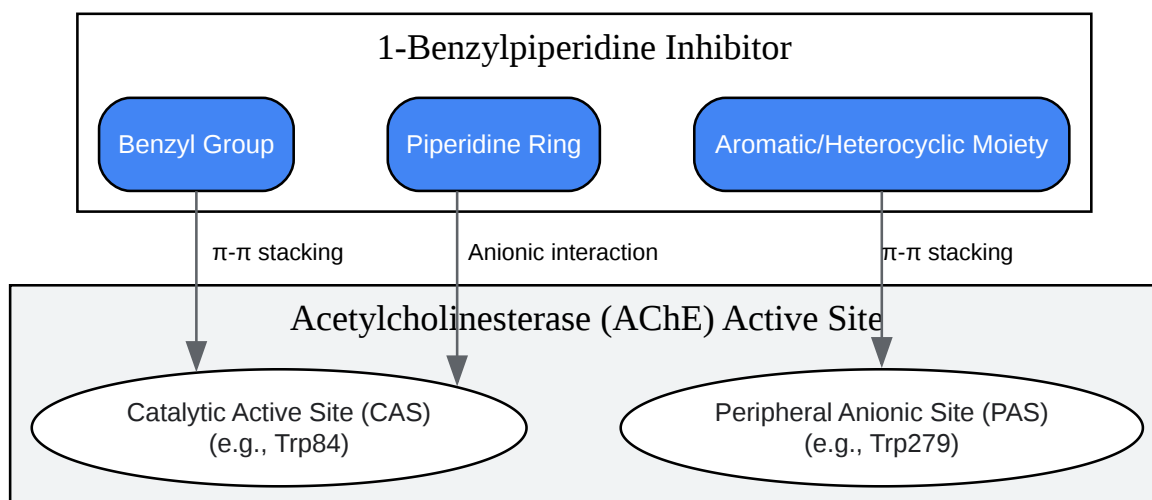 1-Benzylpiperidine Inhibitor
Benzyl Group
Piperidine Ring
Aromatic/Heterocyclic Moiety
π-π stacking
Anionic interaction
π-π stacking
Acetylcholinesterase (AChE) Active Site
Catalytic Active Site (CAS)
(e.g., Trp84)
Peripheral Anionic Site (PAS)
(e.g., Trp279)